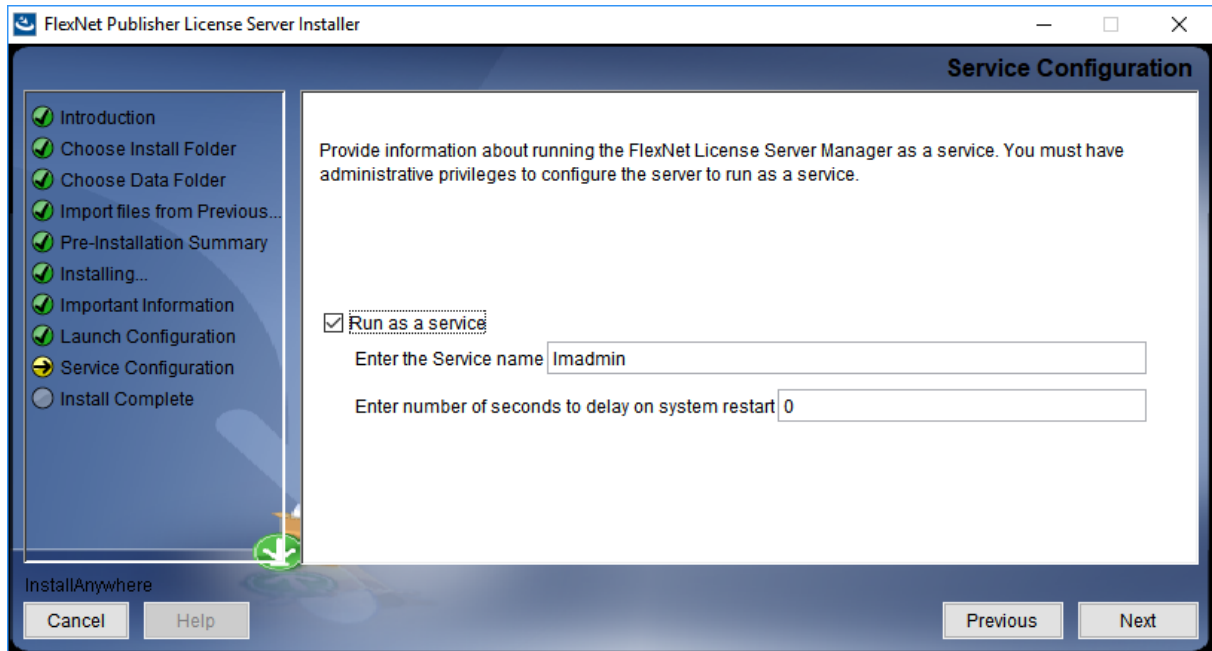 FlexNet Publisher License Server Installer
Service Configuration
Introduction
Choose Install Folder
Choose Data Folder
Import files from Previous...
Pre-Installation Summary
Installing...
Important Information
Launch Configuration
Service Configuration
Install Complete
Provide information about running the FlexNet License Server Manager as a service. You must have
administrative privileges to configure the server to run as a service.
Run as a service
Enter the Service name lmadmin
Enter number of seconds to delay on system restart 0
InstallAnywhere
Cancel
Help
Previous
Next